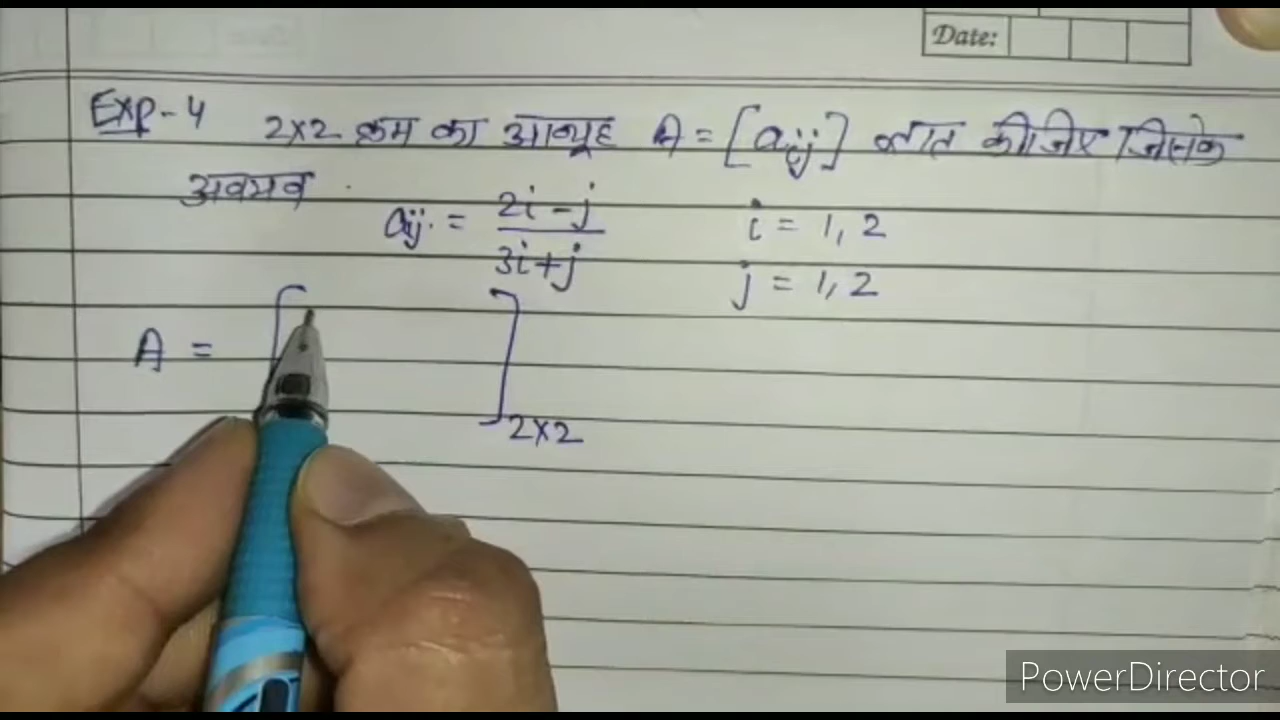 Date:
Exp-4 2×2 क्रम का आव्यूह A = [aij] ज्ञात कीजिए जिसके
अवयव
aij = 2i-j / 3i+j i = 1, 2
j = 1, 2
A = [ ] 2×2
PowerDirector